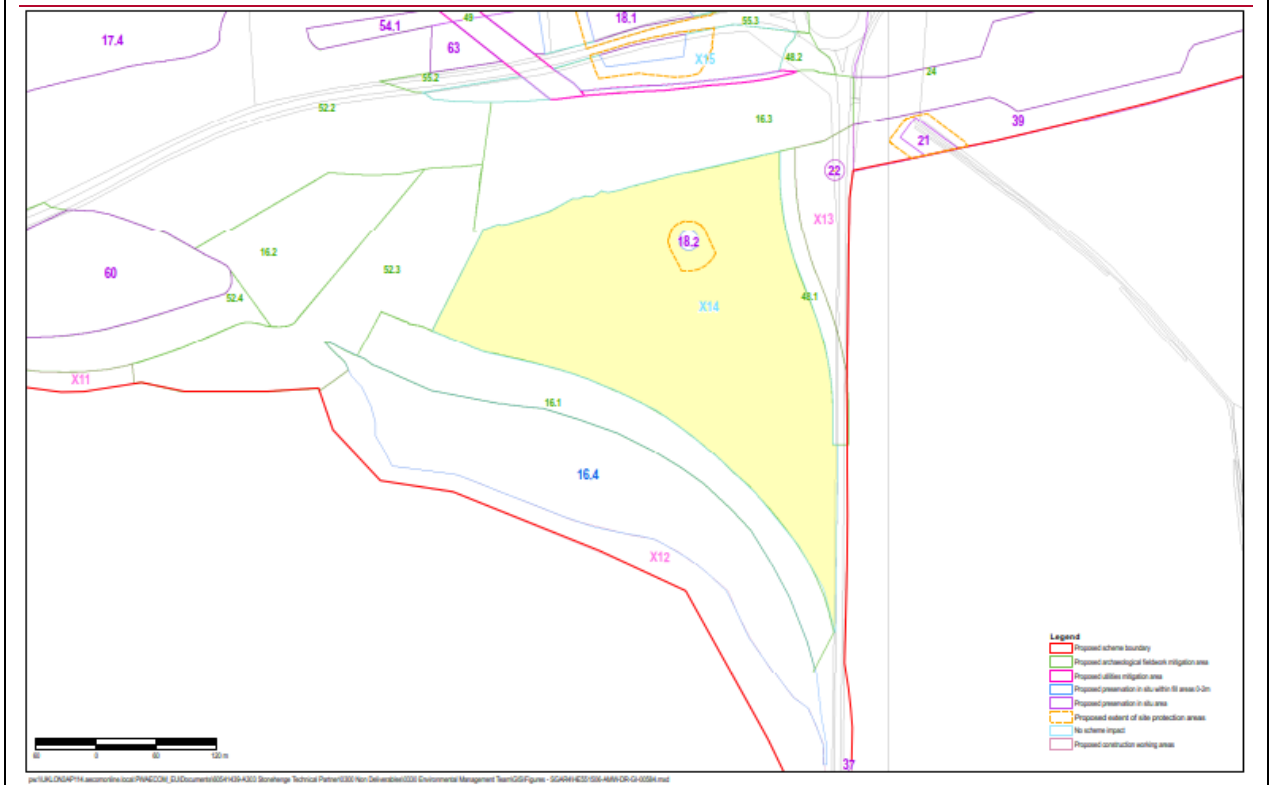 17.4
54.1
49
18.1
55.3
63
X15
48.2
55.2
24
52.2
16.3
39
21
22
X13
18.2
16.2
60
52.3
52.4
48.1
X14
X11
16.1
16.4
X12
37
Legend
Proposed scheme boundary
Proposed archaeological fieldwork mitigation area
Proposed utilities mitigation area
Proposed preservation in situ within fill areas 0-2m
Proposed preservation in situ area
Proposed extent of site protection areas
No scheme impact
Proposed construction working areas
60 0 60 120 m